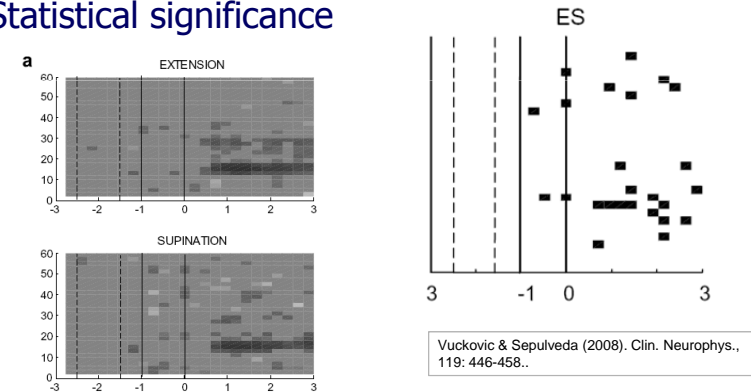 Statistical significance
a
EXTENSION
60
50
40
30
20
10
0
-3 -2 -1 0 1 2 3
SUPINATION
60
50
40
30
20
10
0
-3 -2 -1 0 1 2 3
ES
3 -1 0 3
Vuckovic & Sepulveda (2008). Clin. Neurophys.,
119: 446-458..